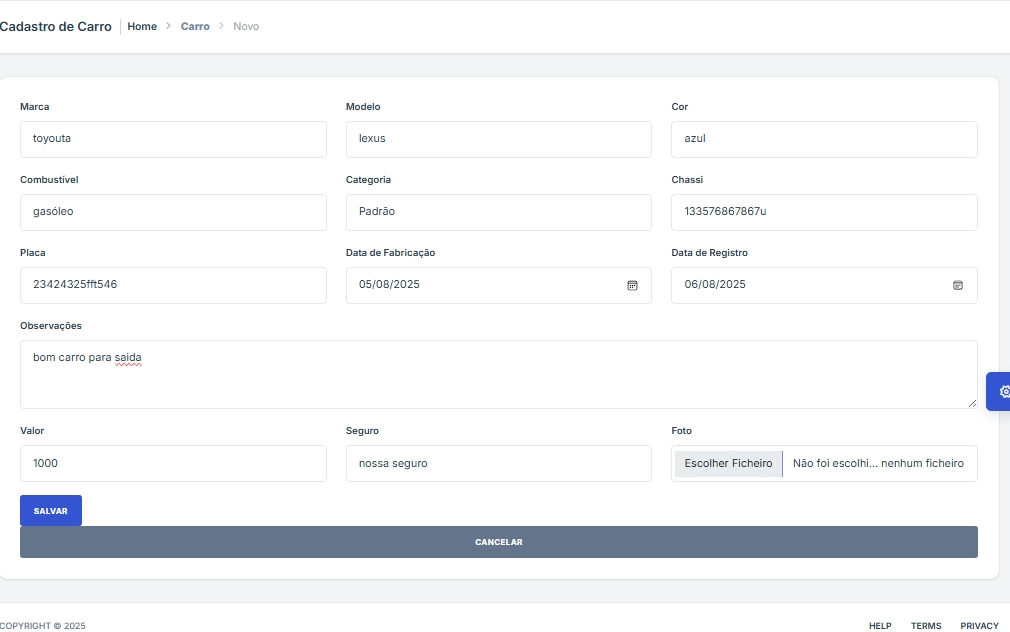 Cadastro de Carro Home > Carro > Novo
Marca Modelo Cor
toyouta lexus azul
Combustível Categoria Chassi
gasóleo Padrão 133576867867u
Placa Data de Fabricação Data de Registro
23424325fft546 05/08/2025 06/08/2025
Observações
bom carro para saida
Valor Seguro Foto
1000 nossa seguro Escolher Ficheiro Não foi escolhi... nenhum ficheiro
SALVAR
CANCELAR
COPYRIGHT © 2025 HELP TERMS PRIVACY